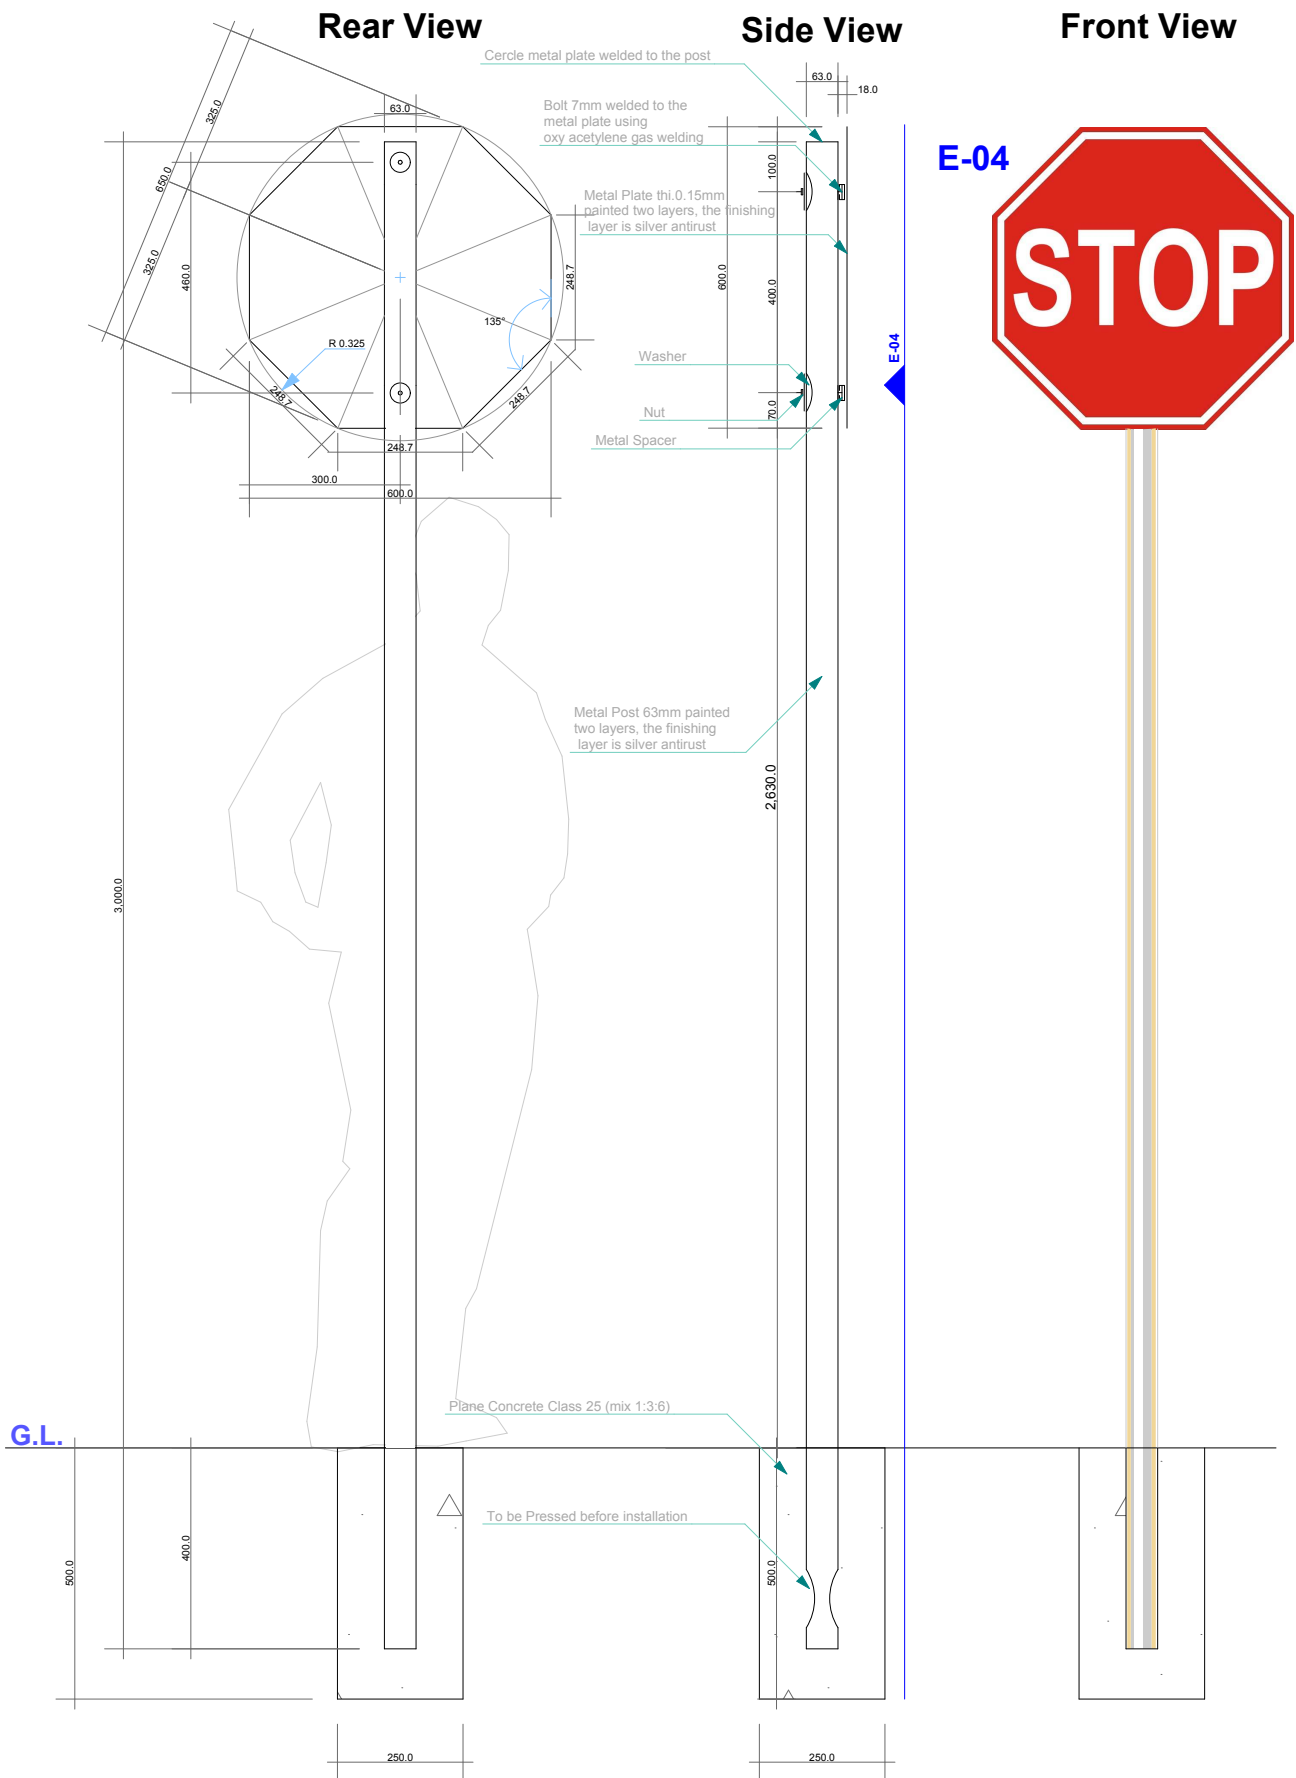 Rear View
Side View
Front View
Cercle metal plate welded to the post
63.0
18.0
Bolt 7mm welded to the
metal plate using
oxy acetylene gas welding
63.0
325.0
650.0
325.0
460.0
E-04
100.0
Metal Plate thi.0.15mm
painted two layers, the finishing
layer is silver antirust
STOP
248.7
600.0
400.0
135°
R 0.325
E-04
Washer
248.7
248.7
Nut
70.0
Metal Spacer
248.7
300.0
600.0
Metal Post 63mm painted
two layers, the finishing
layer is silver antirust
2,630.0
3.000.0
Plane Concrete Class 25 (mix 1:3:6)
G.L.
To be Pressed before installation
400.0
500.0
500.0
250.0
250.0